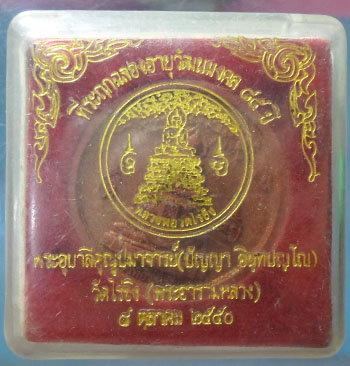 ที่ระฤกฉลองอายุวัฒนมงคล ๘๔ ปี
หลวงพ่อวัดไร่ขิง
พระอุบาลีคุณูปมาจารย์(ปัญญา อินฺทปญฺโญ)
วัดไร่ขิง (พระอารามหลวง)
๘ ตุลาคม ๒๕๔๐